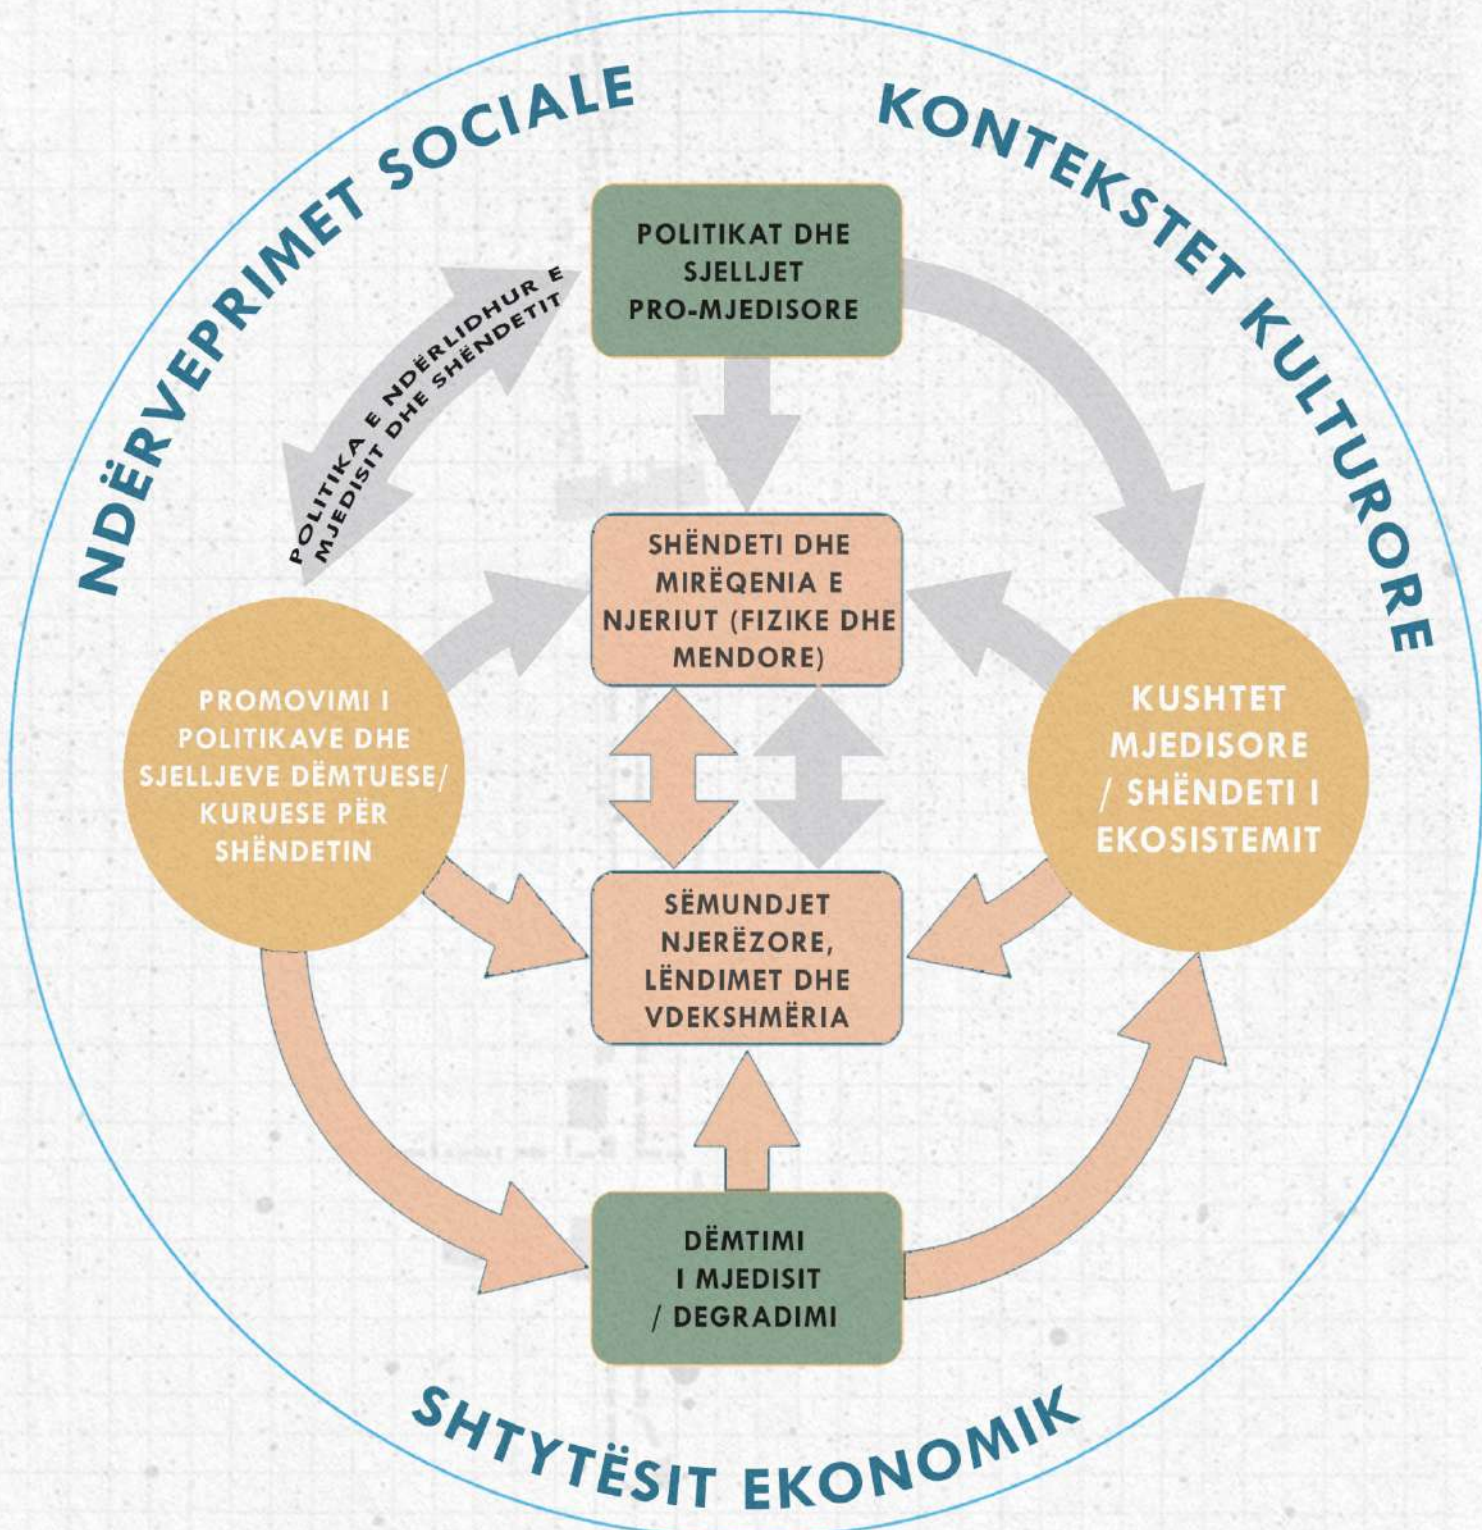 NDËRVEPRIMET SOCIALE
KONTEKSTET KULTURORE
POLITIKAT DHE
SJELLJET
PRO-MJEDISORE
POLITIKA E NDËRLIDHUR E
MJEDISIT DHE SHËNDETIT
SHËNDETI DHE
MIRËQENIA E
NJERIUT (FIZIKE DHE
MENDORE)
PROMOVIMI I
POLITIKAVE DHE
SJELLJEVE DËMTUESE/
KURUESE PËR
SHËNDETIN
KUSHTET
MJEDISORE
/ SHËNDETI I
EKOSISTEMIT
SËMUNDJET
NJERËZORE,
LËNDIMET DHE
VDEKSHMËRIA
DËMTIMI
I MJEDISIT
/ DEGRADIMI
SHTYTËSIT EKONOMIK